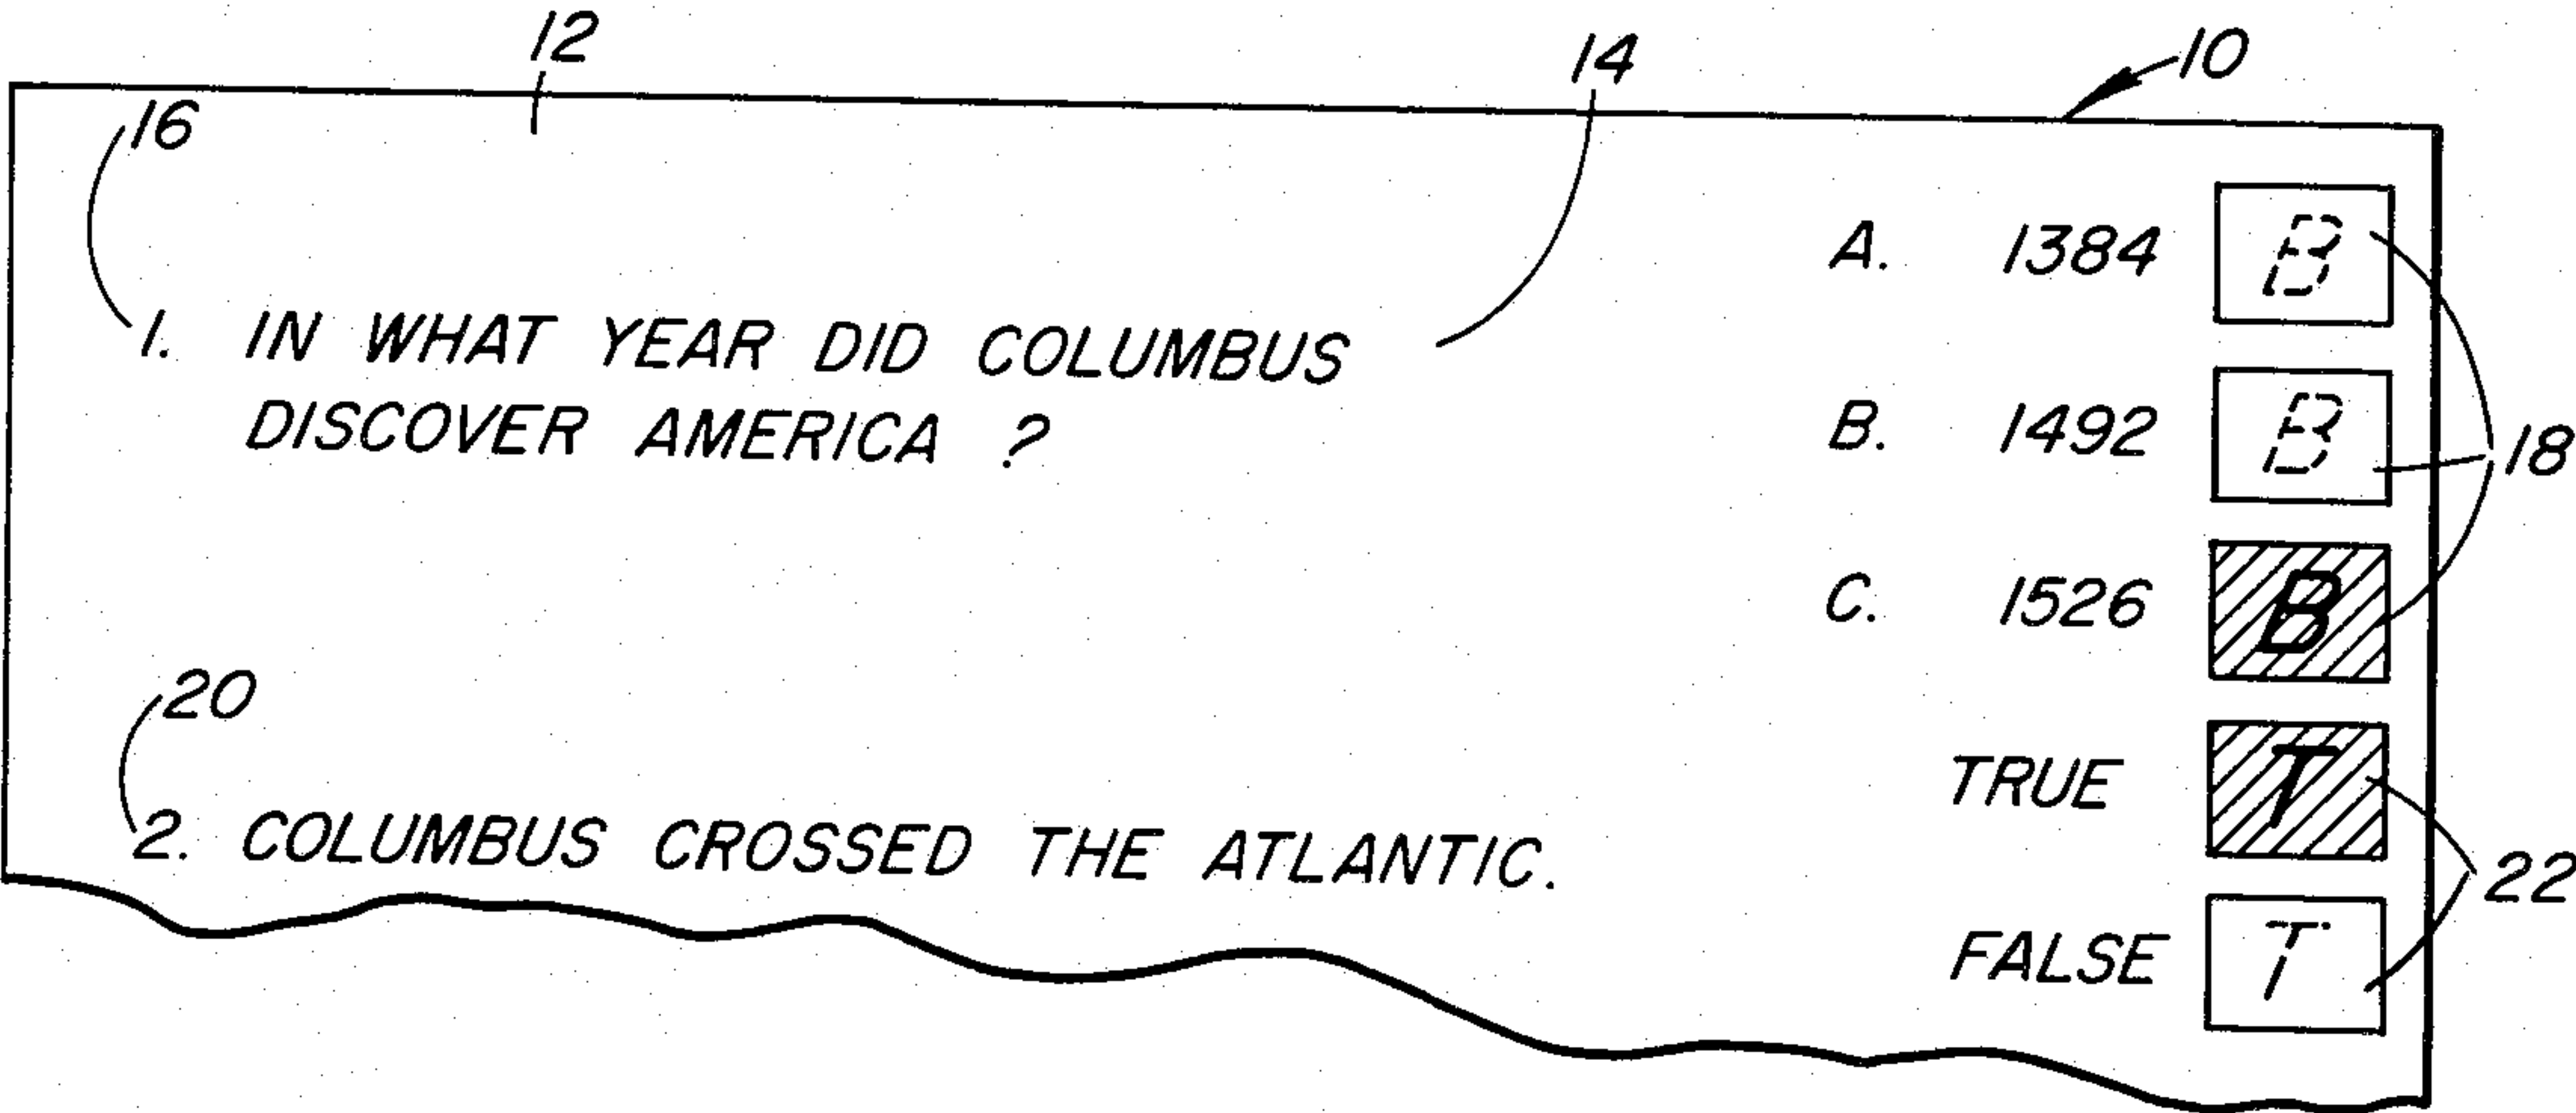 12
14
10
16
A. 1384 B
1. IN WHAT YEAR DID COLUMBUS
DISCOVER AMERICA ?
B. 1492 B
18
C. 1526 B
20
TRUE T
2. COLUMBUS CROSSED THE ATLANTIC.
22
FALSE T